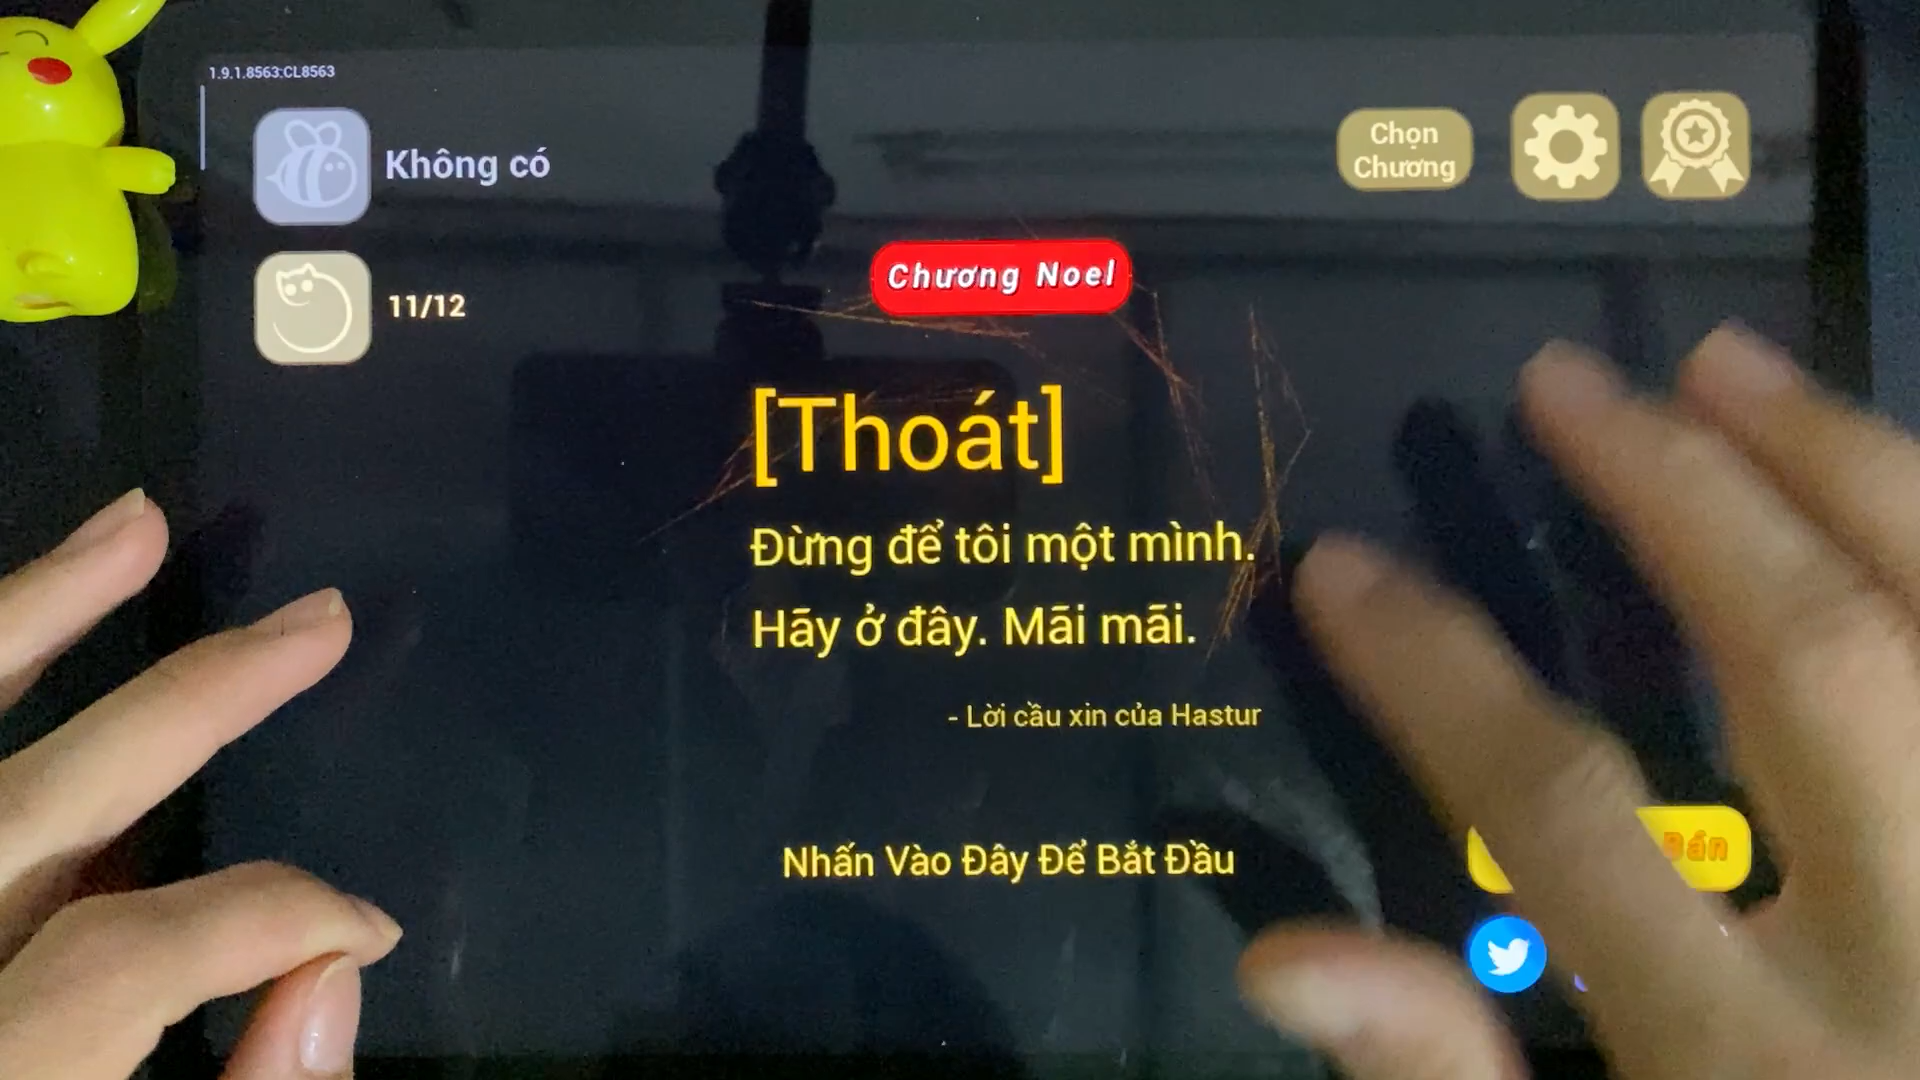 1.9.1.8563:CL8563
Không có
11/12
Chọn
Chương
Chương Noel
[Thoát]
Đừng để tôi một mình.
Hãy ở đây. Mãi mãi.
- Lời cầu xin của Hastur
Nhấn Vào Đây Để Bắt Đầu
Bán